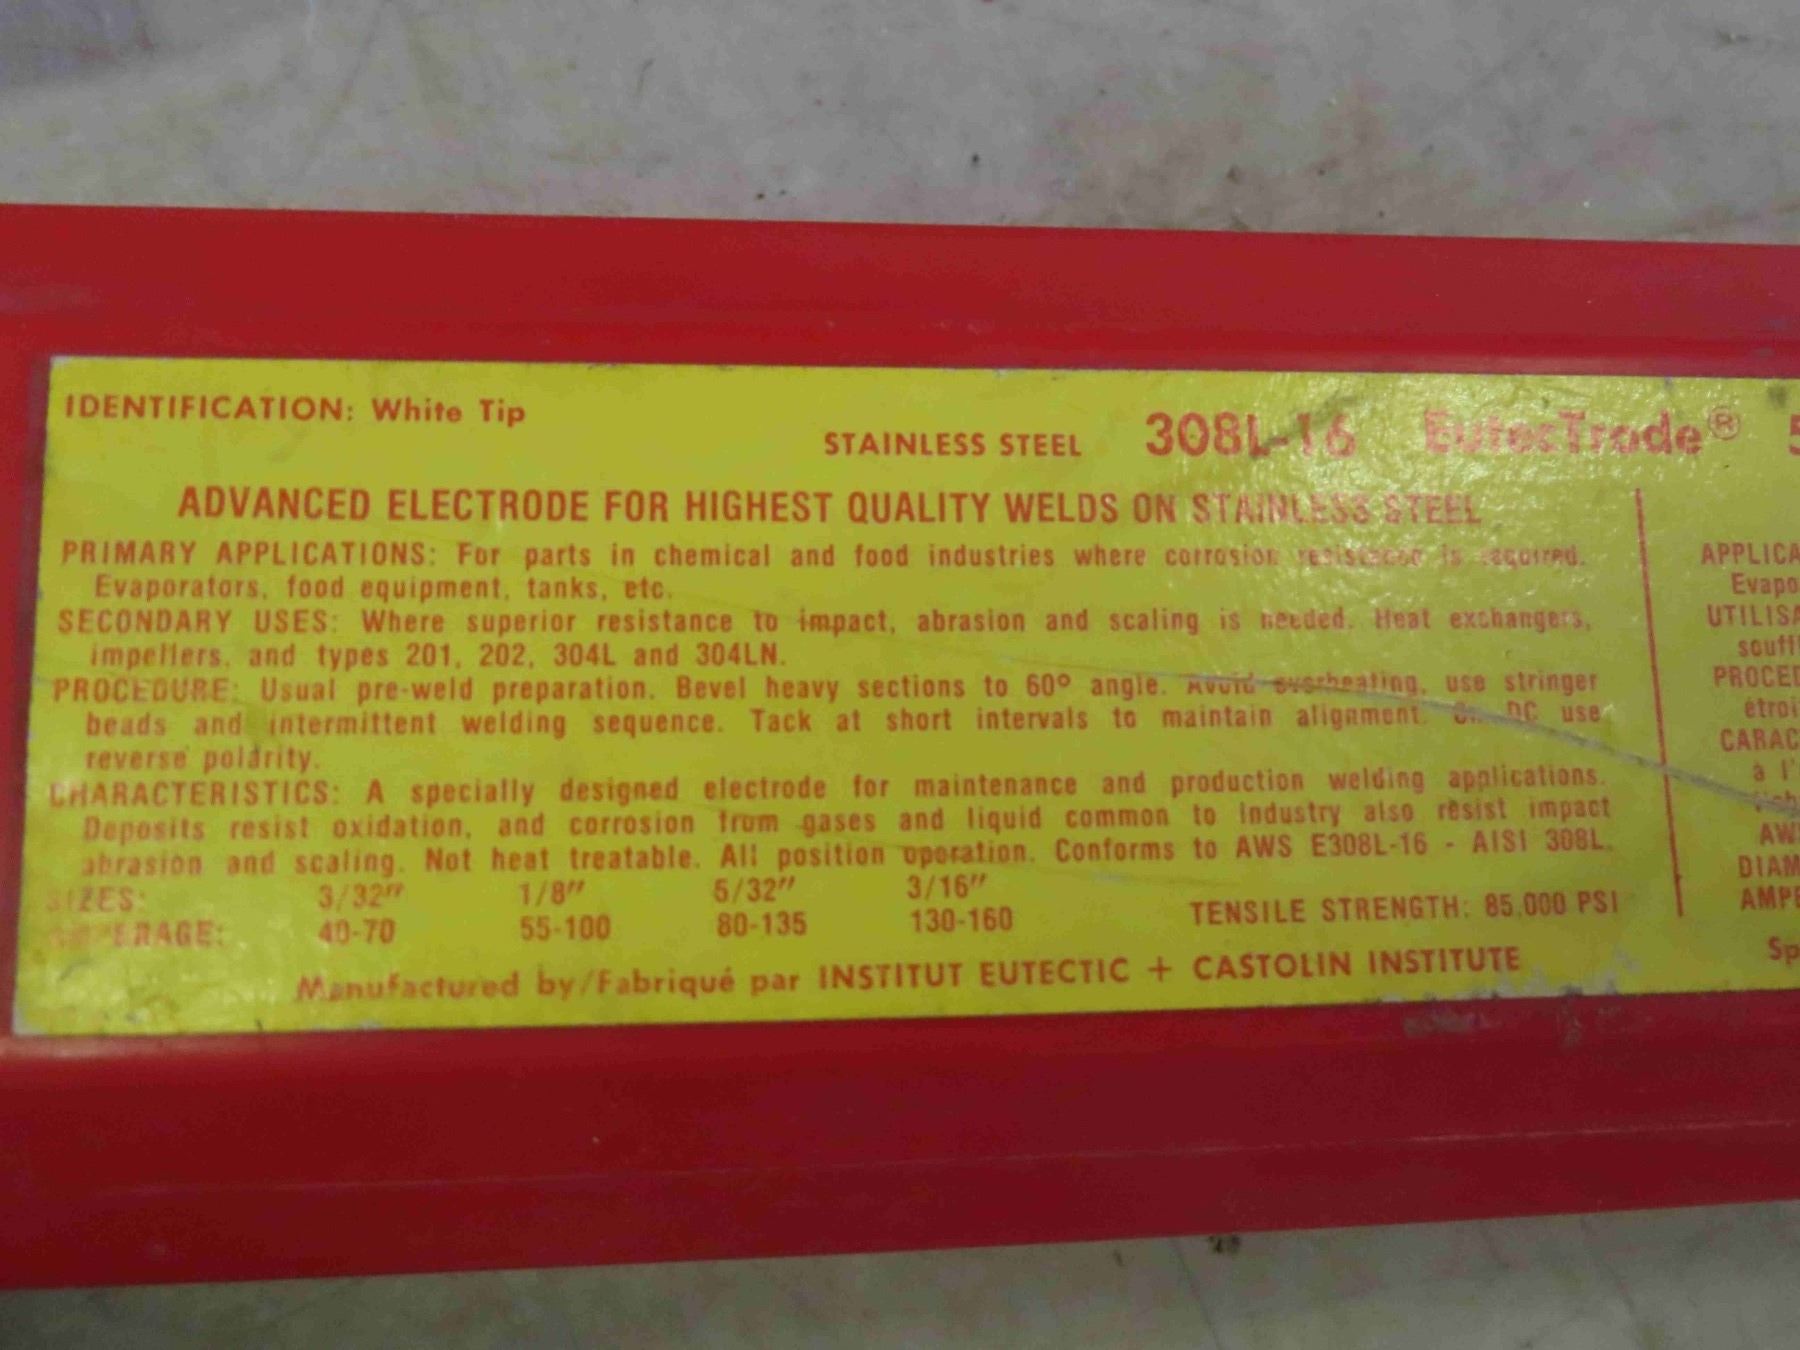 IDENTIFICATION: White Tip
STAINLESS STEEL 308L-16 EutecTrode® 5
ADVANCED ELECTRODE FOR HIGHEST QUALITY WELDS ON STAINLESS STEEL
PRIMARY APPLICATIONS: For parts in chemical and food industries where corrosion resistance is required.
Evaporators, food equipment, tanks, etc.
SECONDARY USES: Where superior resistance to impact, abrasion and scaling is needed. Heat exchangers,
impellers, and types 201, 202, 304L and 304LN.
PROCEDURE: Usual pre-weld preparation. Bevel heavy sections to 60° angle. Avoid overheating, use stringer
beads and intermittent welding sequence. Tack at short intervals to maintain alignment. On DC use
reverse polarity.
CHARACTERISTICS: A specially designed electrode for maintenance and production welding applications.
Deposits resist oxidation, and corrosion from gases and liquid common to Industry also resist impact
abrasion and scaling. Not heat treatable. All position operation. Conforms to AWS E308L-16 - AISI 308L.
SIZES: 3/32" 1/8" 5/32" 3/16"
AMPERAGE: 40-70 55-100 80-135 130-160 TENSILE STRENGTH: 85,000 PSI
Manufactured by/Fabriqué par INSTITUT EUTECTIC + CASTOLIN INSTITUTE
APPLICA
Evapo
UTILISA
souffl
PROCED
étroi
CARAC
à l'
AW
DIAM
AMPE
Sp